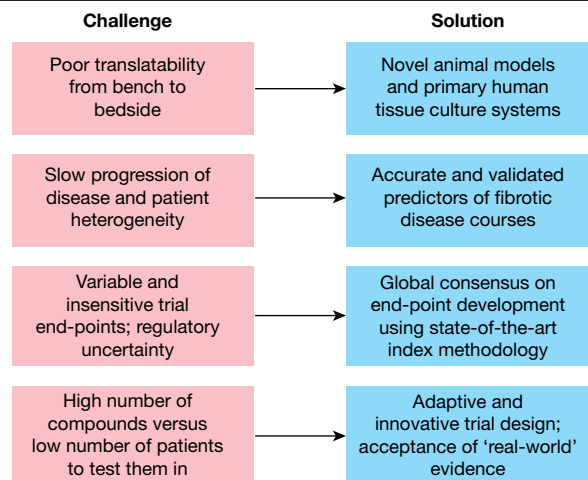 Challenge
Solution
Poor translatability
from bench to
bedside
Novel animal models
and primary human
tissue culture systems
Slow progression of
disease and patient
heterogeneity
Accurate and validated
predictors of fibrotic
disease courses
Variable and
insensitive trial
end-points; regulatory
uncertainty
Global consensus on
end-point development
using state-of-the-art
index methodology
High number of
compounds versus
low number of patients
to test them in
Adaptive and
innovative trial design;
acceptance of ‘real-world’
evidence